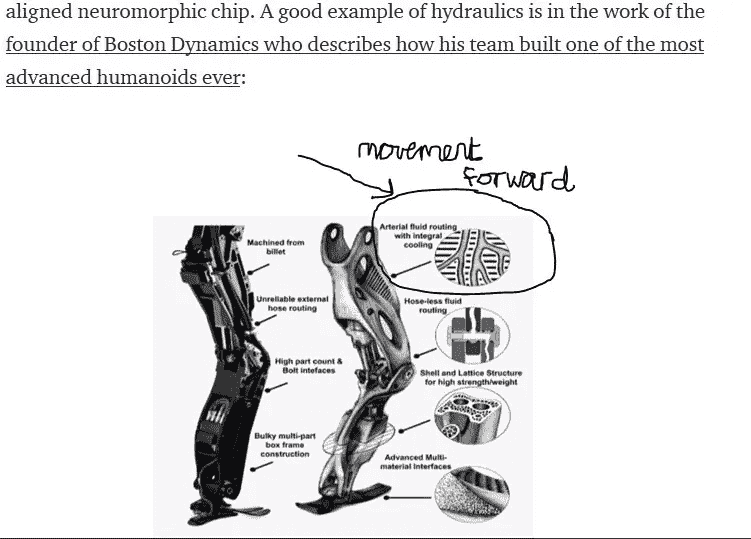 aligned neuromorphic chip. A good example of hydraulics is in the work of the
founder of Boston Dynamics who describes how his team built one of the most
advanced humanoids ever:
movement
forward
Arterial fluid routing
with integral
cooling
Machined from
billet
Unreliable external
hose routing
Hose-less fluid
routing
High part count &
Bolt intefaces
Shell and Lattice Structure
for high strength/weight
Bulky multi-part
box frame
construction
Advanced Multi-
material Interfaces